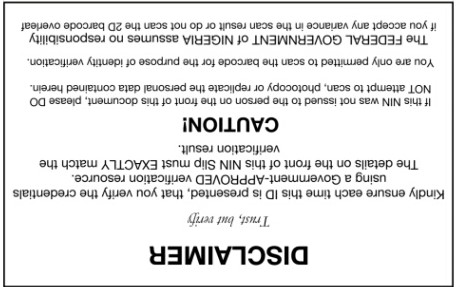 DISCLAIMER
Trust, but verify
Kindly ensure each time this ID is presented, that you verify the credentials
using a Government-APPROVED verification resource.
The details on the front of this NIN Slip must EXACTLY match the
verification result.
CAUTION!
If this NIN was not issued to the person on the front of this document, please DO
NOT attempt to scan, photocopy or replicate the personal data contained herein.
You are only permitted to scan the barcode for the purpose of identity verification.
The FEDERAL GOVERNMENT of NIGERIA assumes no responsibility
if you accept any variance in the scan result or do not scan the 2D barcode overleaf